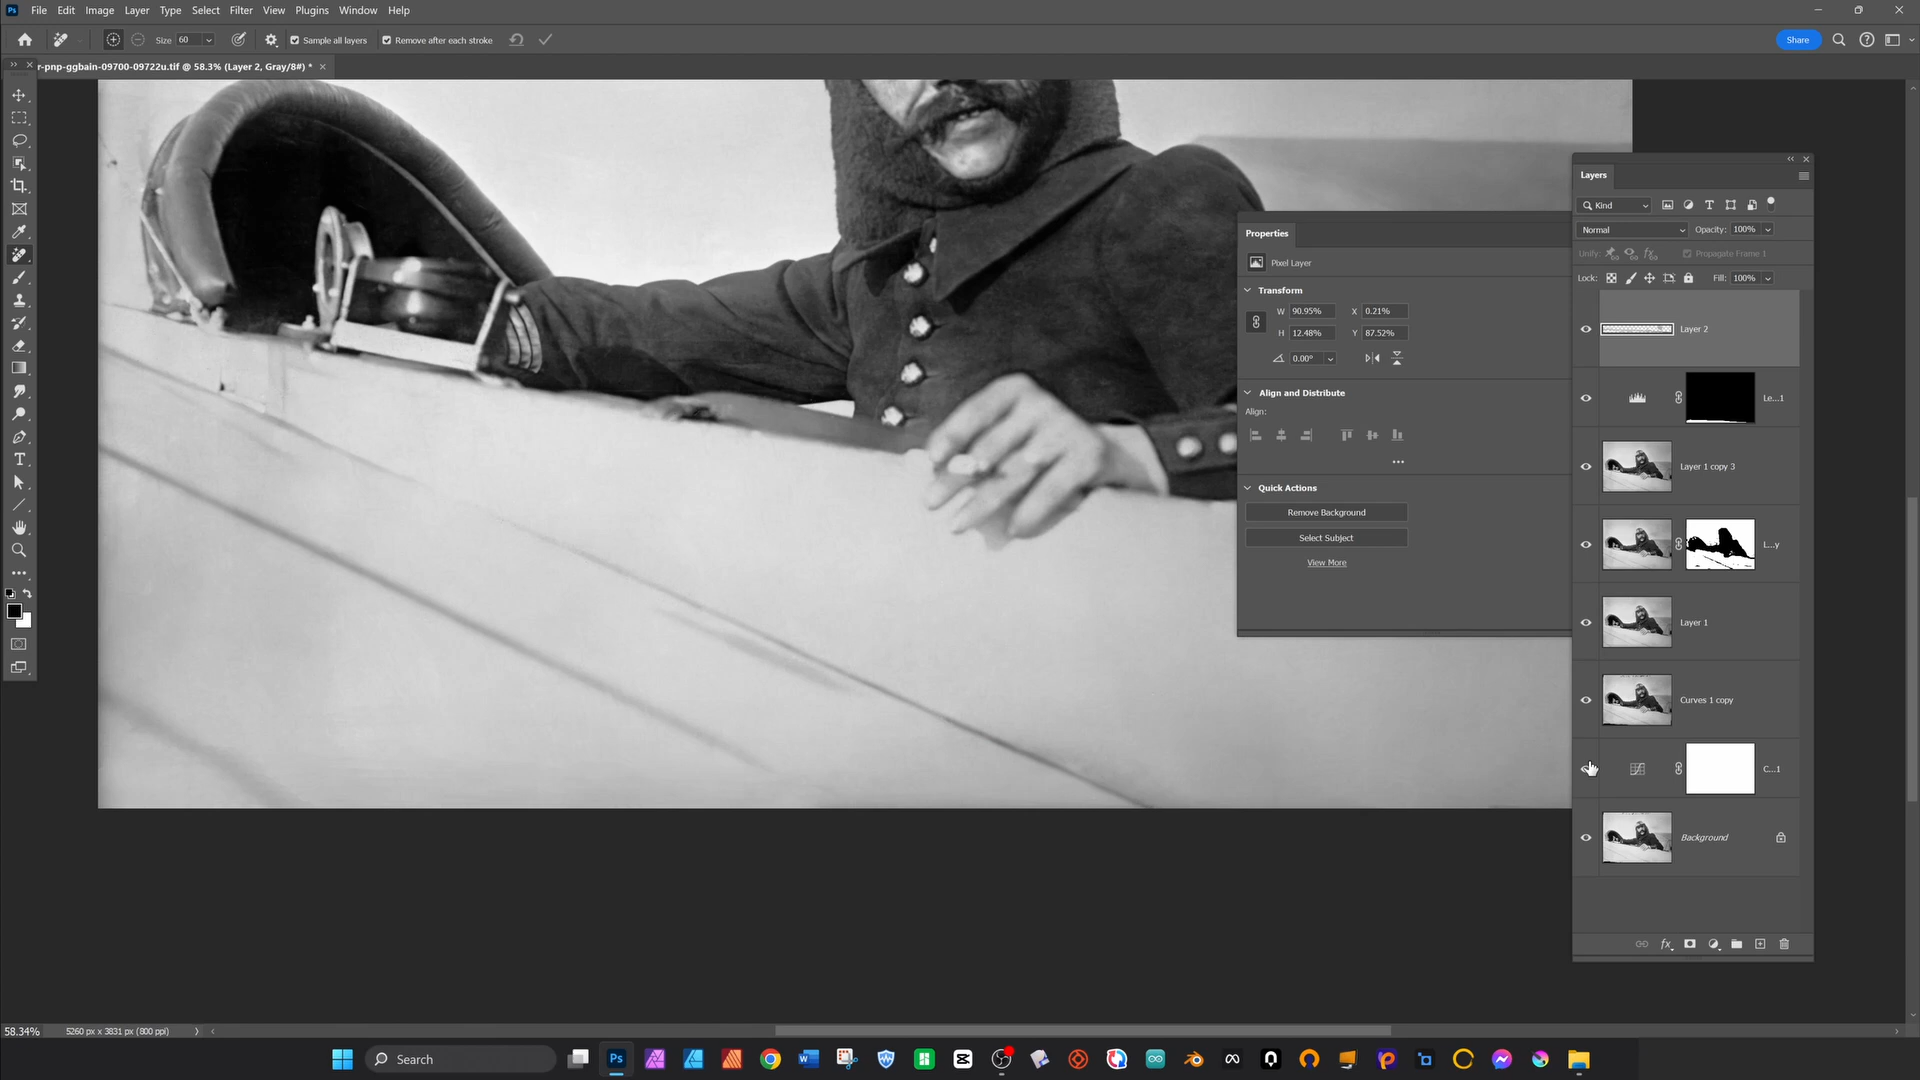 File Edit Image Layer Type Select Filter View Plugins Window Help
Size 60 Sample all layers Remove after each stroke Share
r-pnp-ggbain-09700-09722u.tif @ 58.3% (Layer 2, Gray/8#) *
Layers
Kind
Normal Opacity: 100%
Unify: Propagate Frame 1
Lock: Fill: 100%
Layer 2
Le...1
Layer 1 copy 3
L...y
Layer 1
Curves 1 copy
C...1
Background
Properties
Pixel Layer
Transform
W 90.95% X 0.21%
H 12.48% Y 87.52%
0.00°
Align and Distribute
Align:
Quick Actions
Remove Background
Select Subject
View More
58.34% 5260 px x 3831 px (800 ppi)
Search